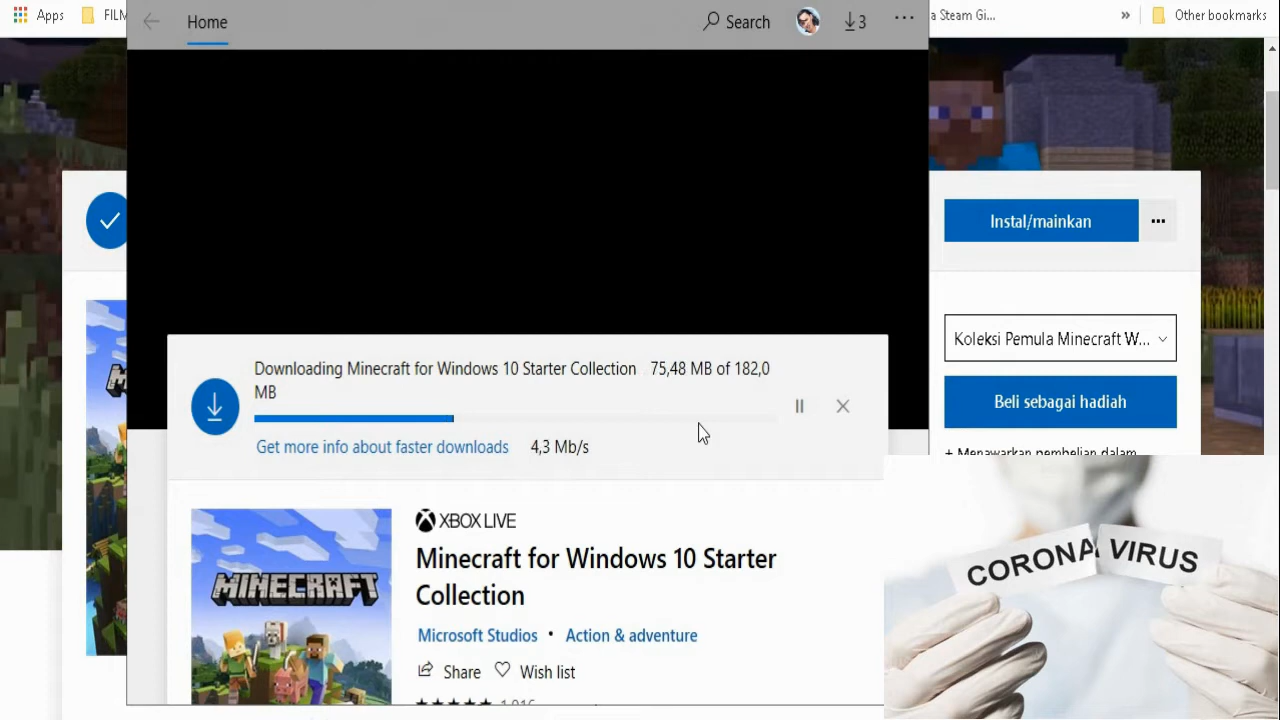 Apps
FILM
Home
Search
3
a Steam Gi...
»
Other bookmarks
Instal/mainkan
Koleksi Pemula Minecraft W...
Beli sebagai hadiah
+ Menawarkan pembelian dalam
Downloading Minecraft for Windows 10 Starter Collection 75,48 MB of 182,0
MB
Get more info about faster downloads 4,3 Mb/s
XBOX LIVE
Minecraft for Windows 10 Starter
Collection
Microsoft Studios • Action & adventure
Share
Wish list
MINECRAFT
CORONA VIRUS